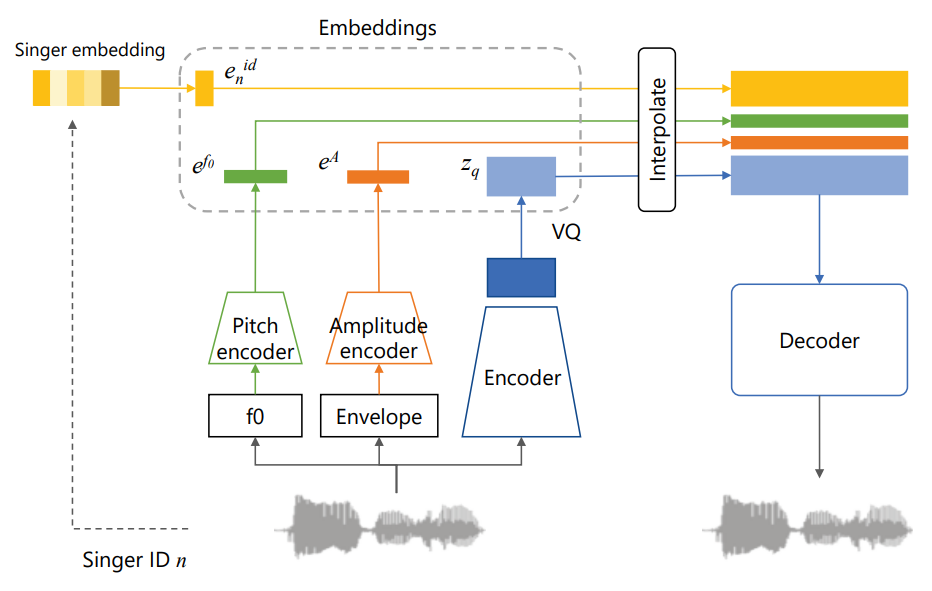 Embeddings
Singer embedding
e_n^{id}
e^{f_0}
e^A
z_q
Interpolate
VQ
Pitch
encoder
Amplitude
encoder
Encoder
Decoder
f0
Envelope
Singer ID n